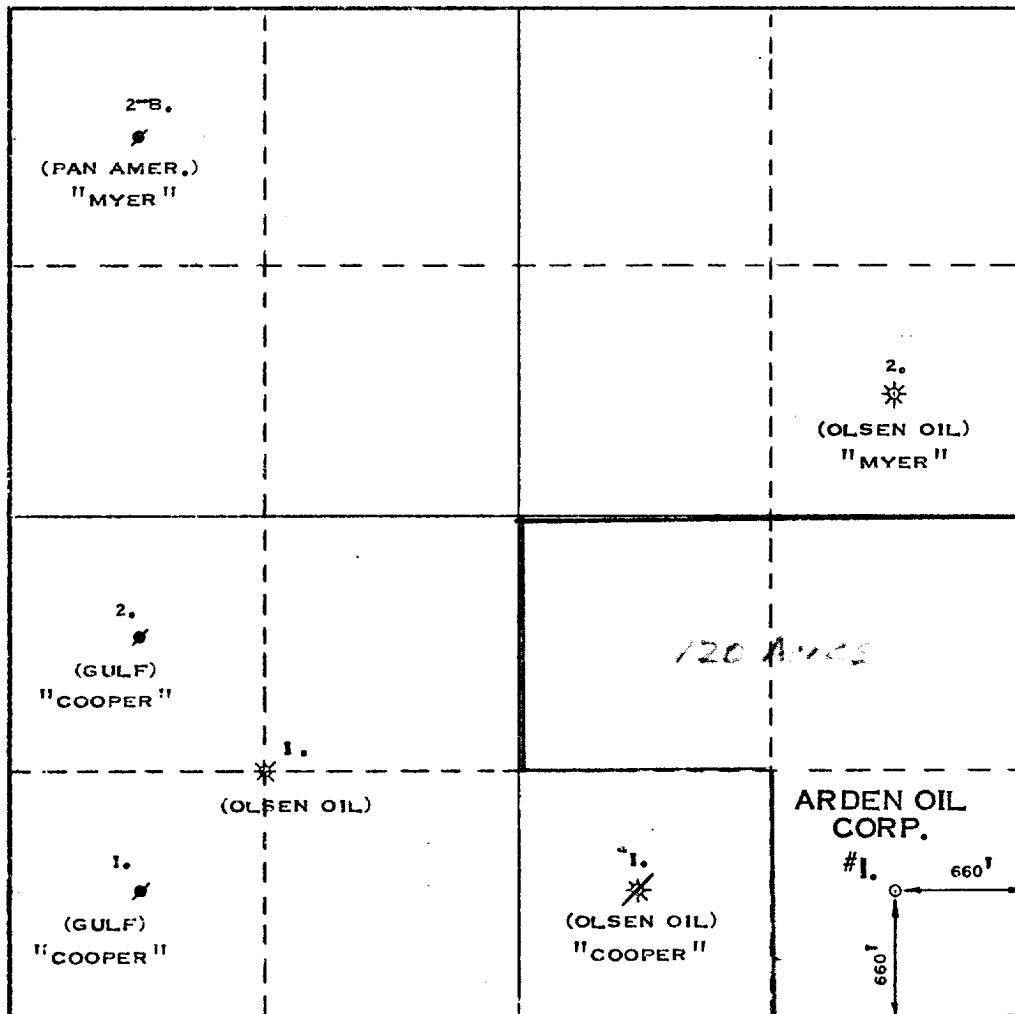 2-B.
(PAN AMER.)
"MYER"
2.
(OLSEN OIL)
"MYER"
2.
(GULF)
"COOPER"
120 Acres
1.
(OLSEN OIL)
ARDEN OIL
CORP.
#1. 660'
1.
(GULF)
"COOPER"
1.
(OLSEN OIL)
"COOPER"
660'